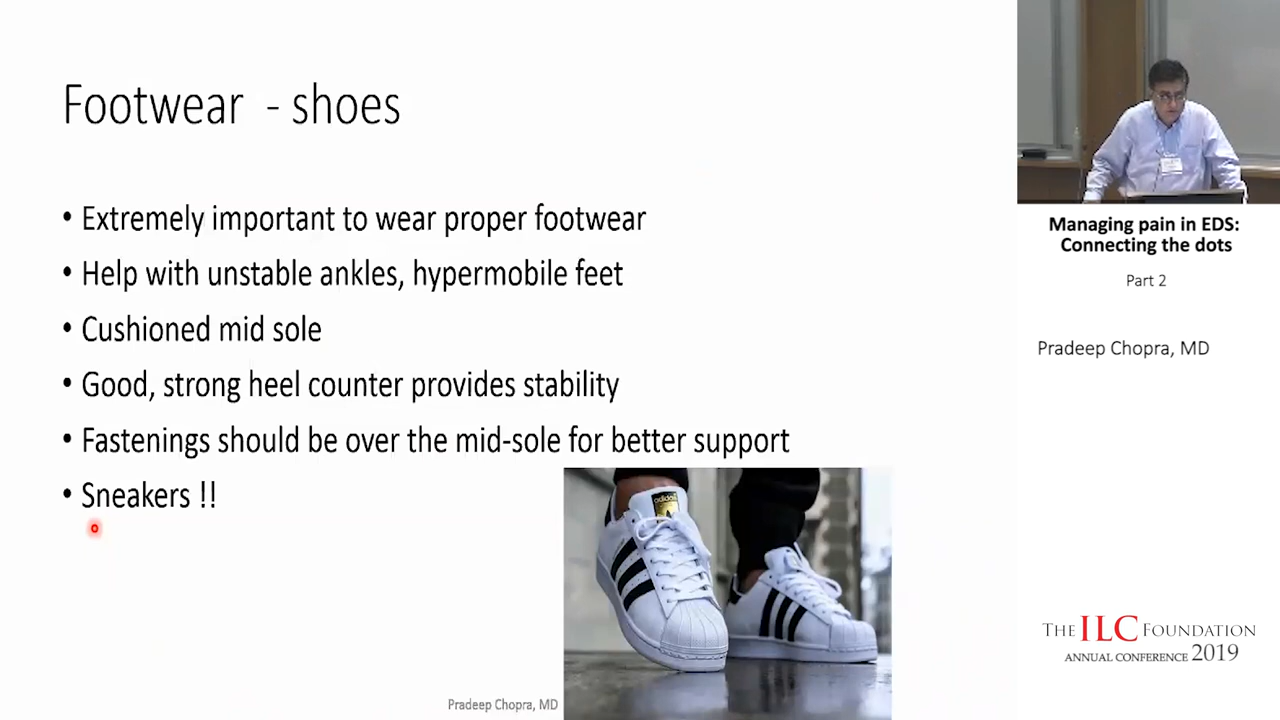 Footwear - shoes
• Extremely important to wear proper footwear
• Help with unstable ankles, hypermobile feet
• Cushioned mid sole
• Good, strong heel counter provides stability
• Fastenings should be over the mid-sole for better support
• Sneakers !!
adidas
Pradeep Chopra, MD
Managing pain in EDS:
Connecting the dots
Part 2
Pradeep Chopra, MD
THE ILC FOUNDATION
ANNUAL CONFERENCE 2019